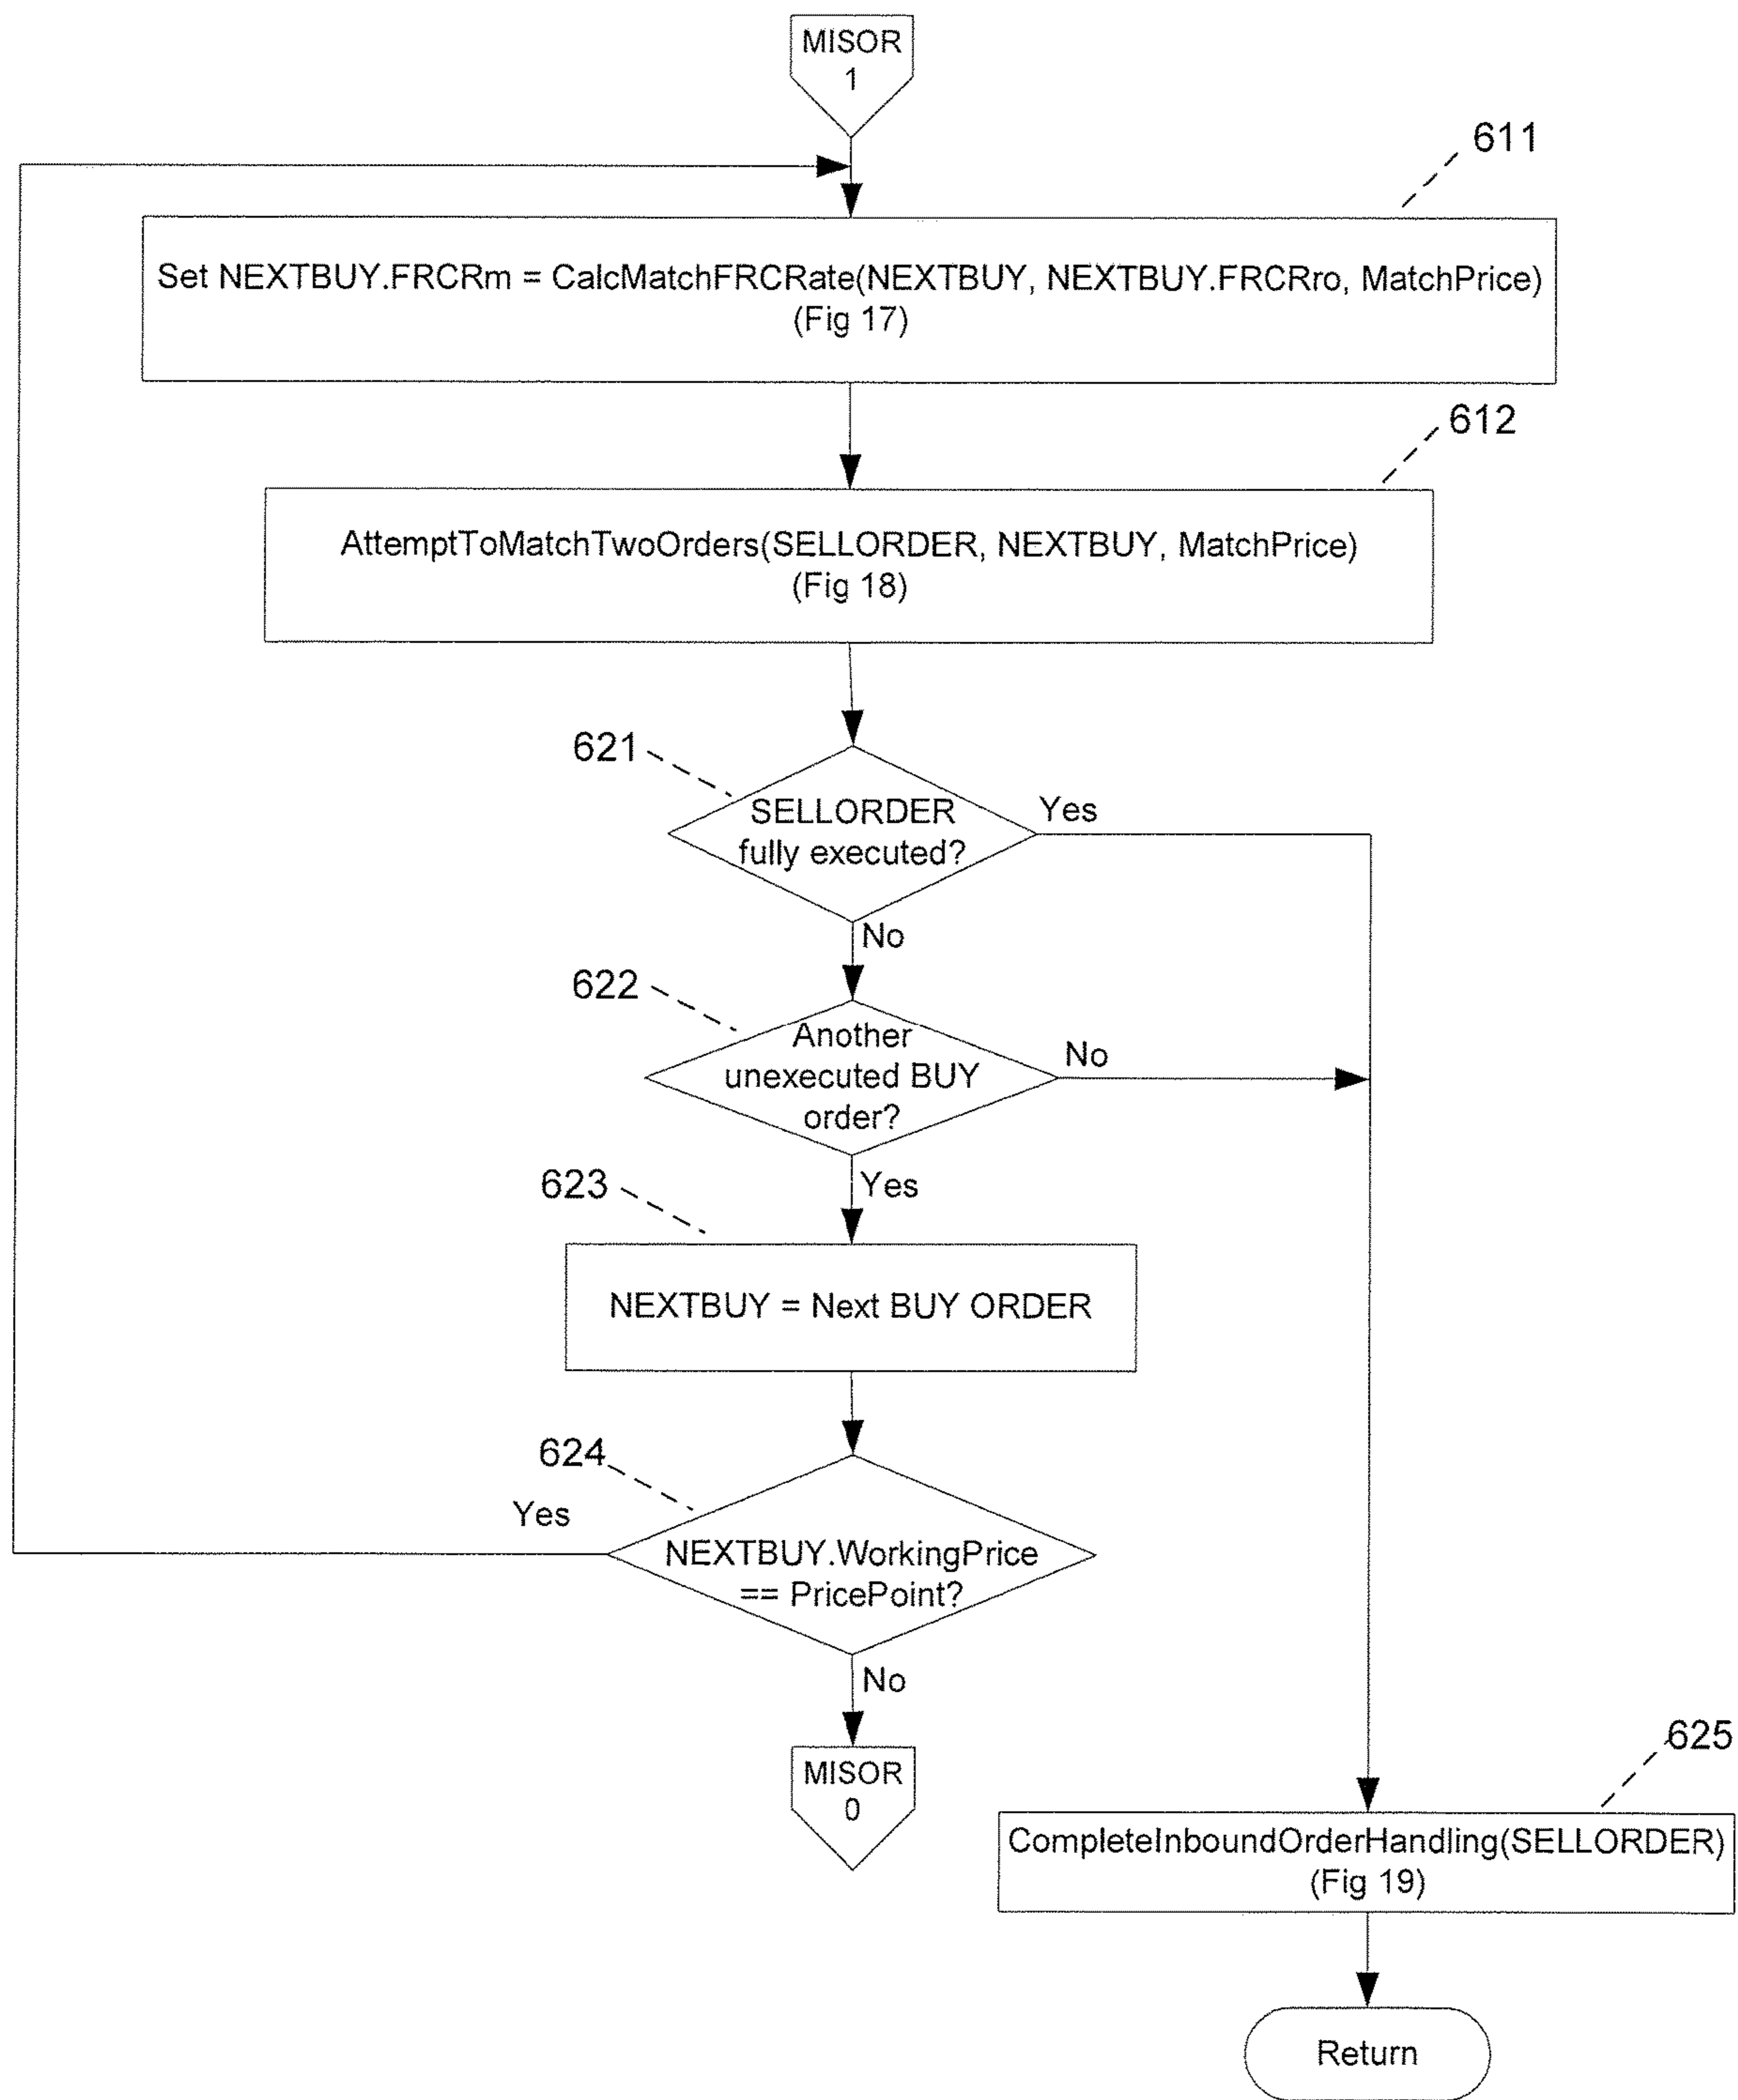 MISOR
1
611
Set NEXTBUY.FRCRm = CalcMatchFRCRate(NEXTBUY, NEXTBUY.FRCRro, MatchPrice)
(Fig 17)
612
AttemptToMatchTwoOrders(SELLORDER, NEXTBUY, MatchPrice)
(Fig 18)
621
SELLORDER
fully executed?
Yes
No
622
Another
unexecuted BUY
order?
No
Yes
623
NEXTBUY = Next BUY ORDER
624
Yes
NEXTBUY.WorkingPrice
== PricePoint?
No
MISOR
0
625
CompleteInboundOrderHandling(SELLORDER)
(Fig 19)
Return